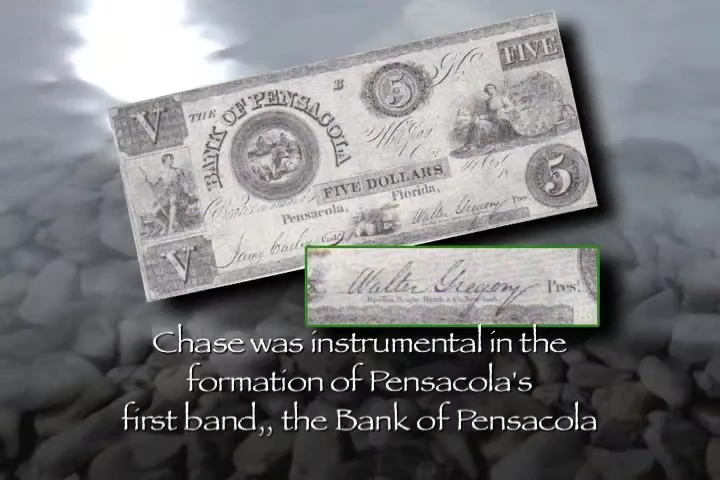 FIVE
V
THE
BANK OF PENSACOLA
B
5
FIVE DOLLARS
5
Pensacola,
Florida,
Walter Gregory Pres.
V
Walter Gregory Pres.
Chase was instrumental in the
formation of Pensacola's
first band,, the Bank of Pensacola